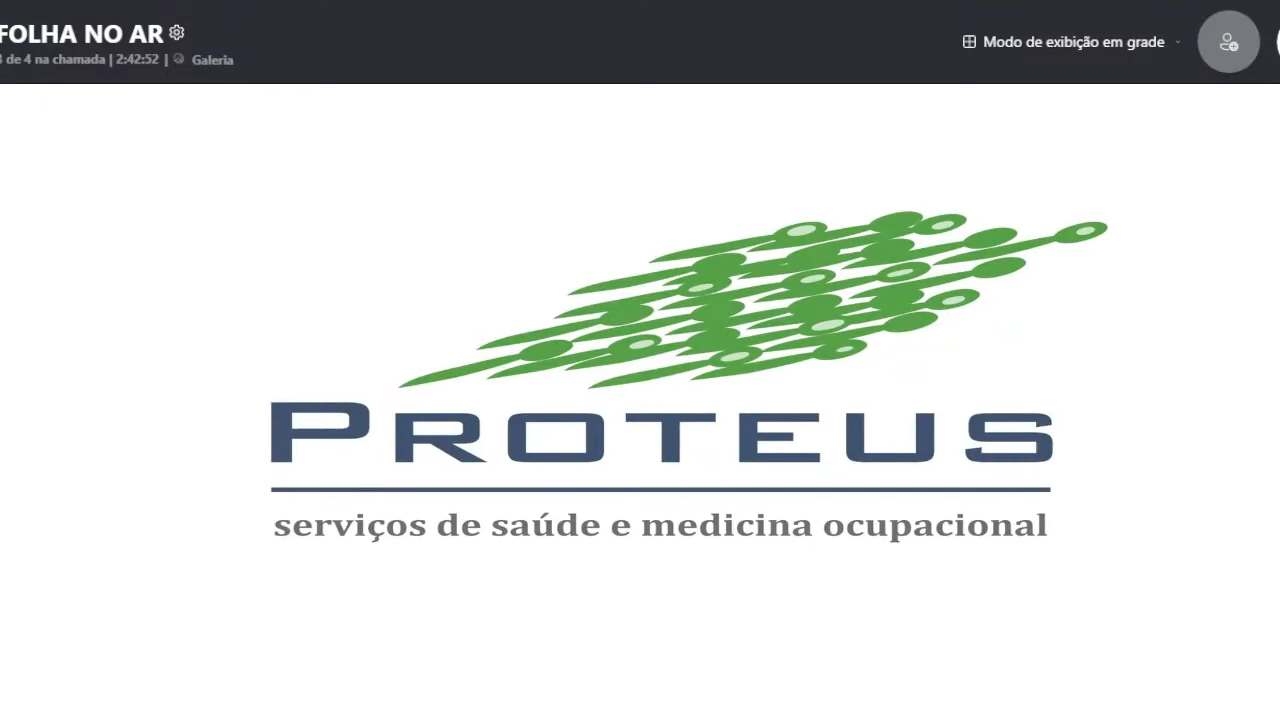 FOLHA NO AR
de 4 na chamada | 2:42:52 | Galeria
Modo de exibição em grade
PROTEUS
serviços de saúde e medicina ocupacional